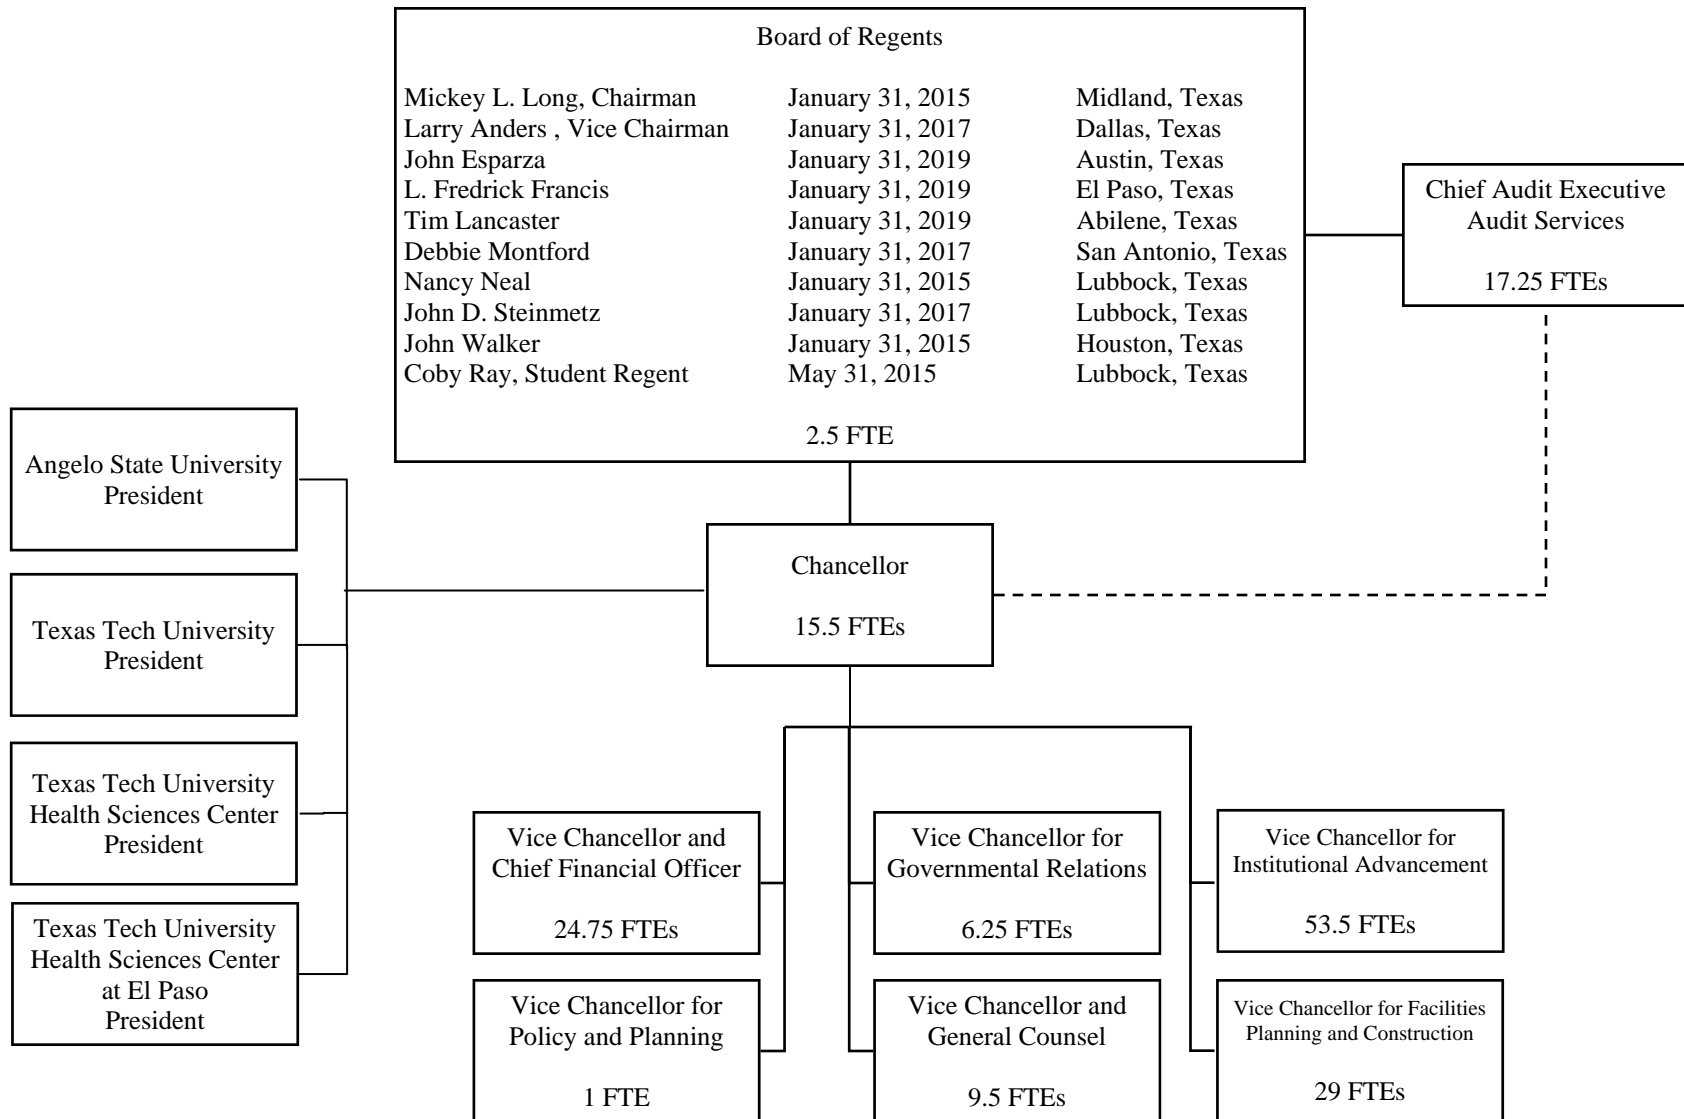 Board of Regents
Mickey L. Long, Chairman January 31, 2015 Midland, Texas
Larry Anders , Vice Chairman January 31, 2017 Dallas, Texas
John Esparza January 31, 2019 Austin, Texas
L. Fredrick Francis January 31, 2019 El Paso, Texas
Tim Lancaster January 31, 2019 Abilene, Texas
Debbie Montford January 31, 2017 San Antonio, Texas
Nancy Neal January 31, 2015 Lubbock, Texas
John D. Steinmetz January 31, 2017 Lubbock, Texas
John Walker January 31, 2015 Houston, Texas
Coby Ray, Student Regent May 31, 2015 Lubbock, Texas
2.5 FTE
Chief Audit Executive
Audit Services
17.25 FTEs
Angelo State University
President
Texas Tech University
President
Texas Tech University
Health Sciences Center
President
Texas Tech University
Health Sciences Center
at El Paso
President
Chancellor
15.5 FTEs
Vice Chancellor and
Chief Financial Officer
24.75 FTEs
Vice Chancellor for
Governmental Relations
6.25 FTEs
Vice Chancellor for
Institutional Advancement
53.5 FTEs
Vice Chancellor for
Policy and Planning
1 FTE
Vice Chancellor and
General Counsel
9.5 FTEs
Vice Chancellor for Facilities
Planning and Construction
29 FTEs